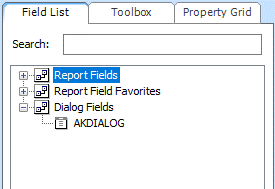 Field List Toolbox Property Grid
Search:
Report Fields
Report Field Favorites
Dialog Fields
AKDIALOG